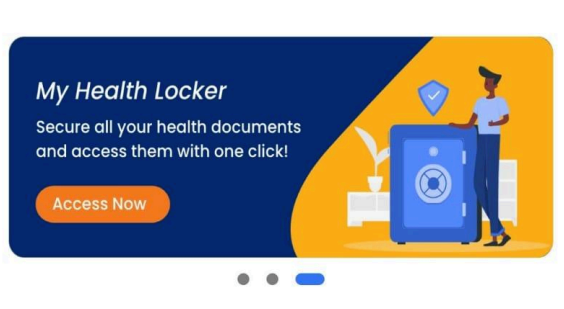 My Health Locker
Secure all your health documents
and access them with one click!
Access Now